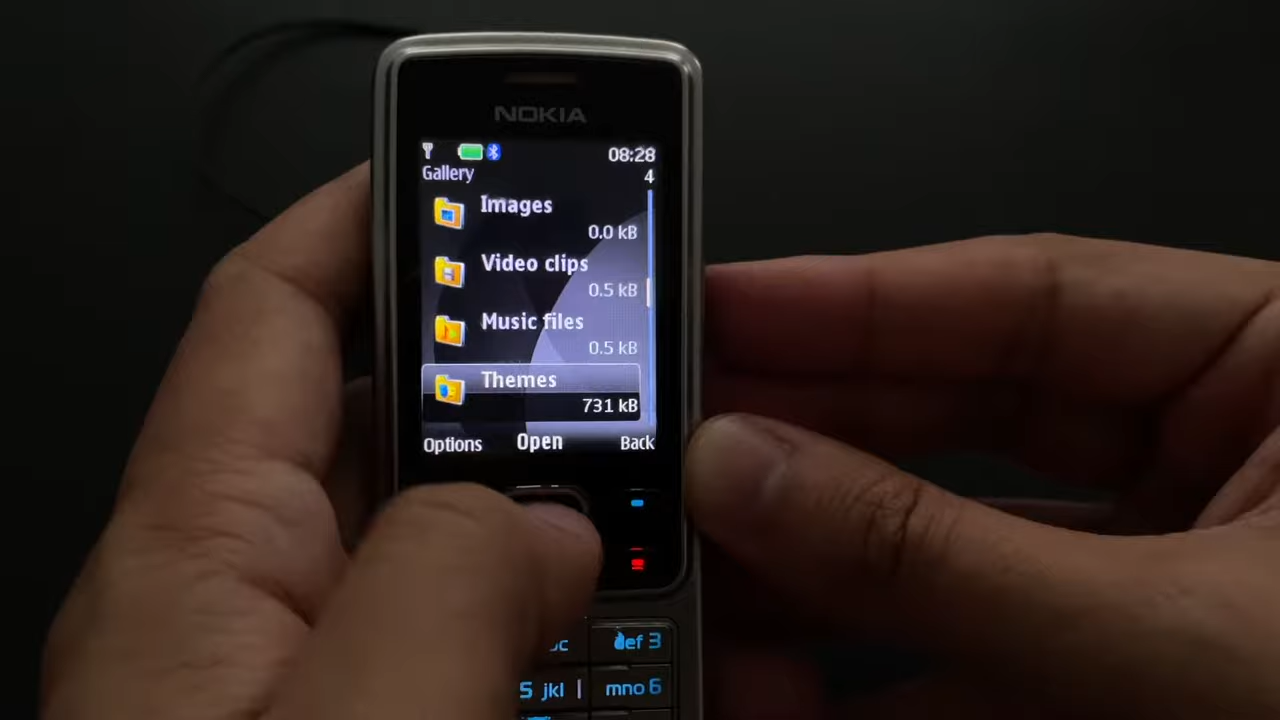 NOKIA
08:28
Gallery 4
Images
0.0 kB
Video clips
0.5 kB
Music files
0.5 kB
Themes
731 kB
Options Open Back
def 3
5 jkl mno 6